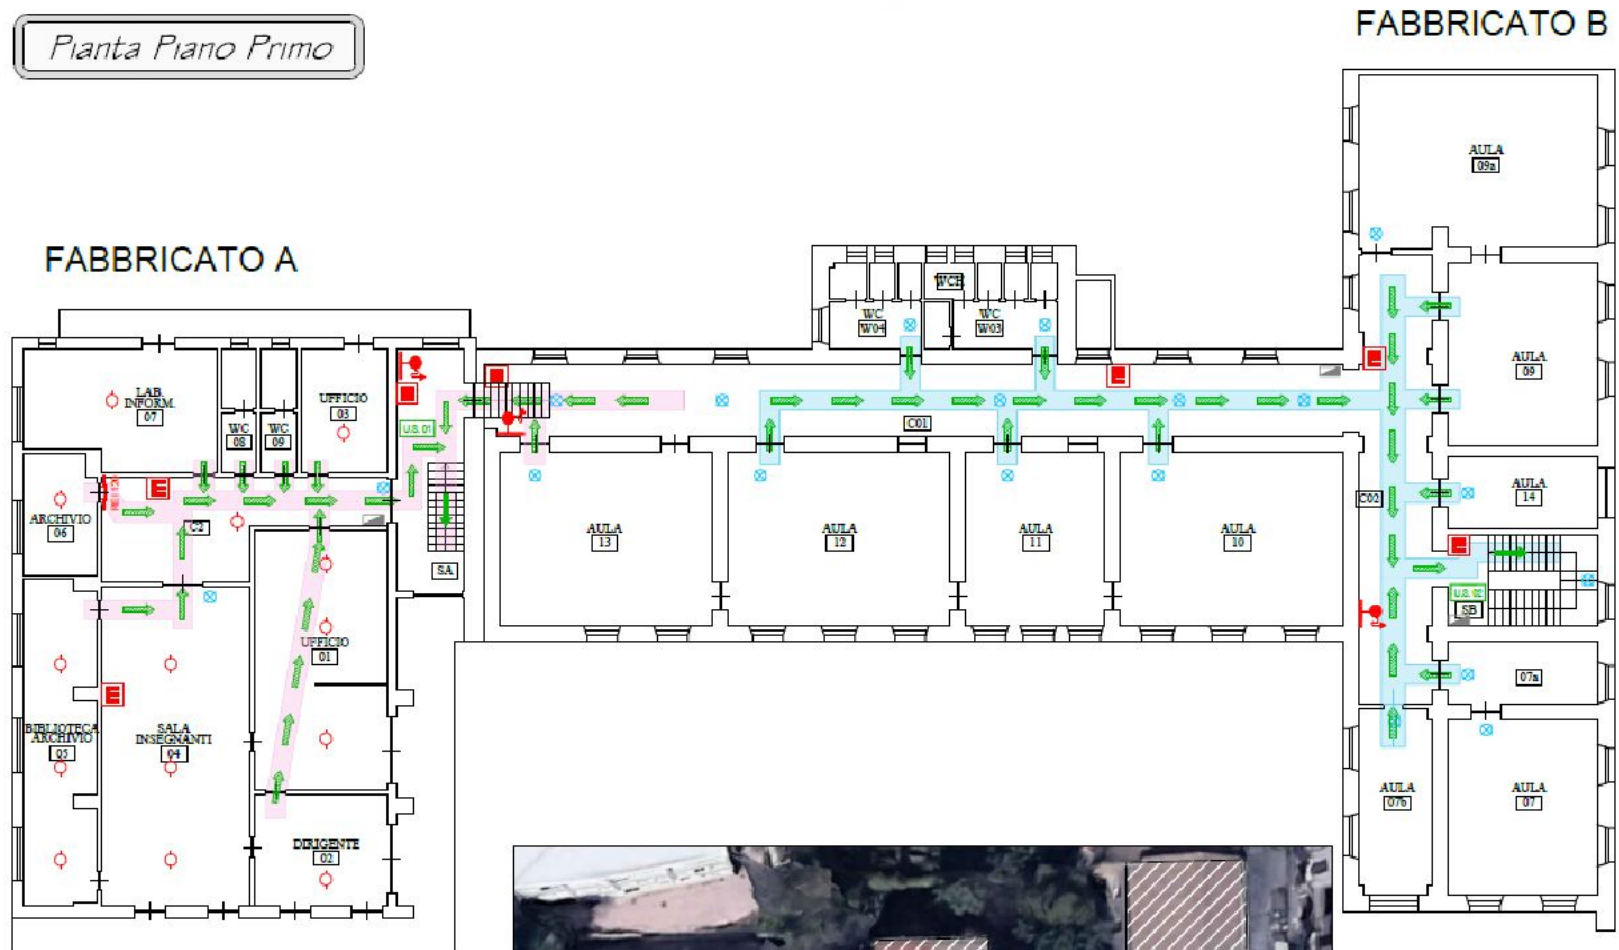 Pianta Piano Primo
FABBRICATO B
FABBRICATO A
AULA
09a
WCH
WC
W04
WC
W03
AULA
09
LAB.
INFORM.
07
UFFICIO
03
WC
08
WC
09
U.S. 01
C01
ARCHIVIO
06
C2
SA
AULA
13
AULA
12
AULA
11
AULA
10
C02
AULA
14
U.S. 02
SB
UFFICIO
01
07a
BIBLIOTECA
ARCHIVIO
05
SALA
INSEGNANTI
04
AULA
07b
AULA
07
DIRIGENTE
02